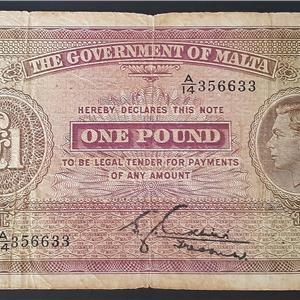 THE GOVERNMENT OF MALTA
A/14 356633
HEREBY DECLARES THIS NOTE
ONE POUND
TO BE LEGAL TENDER FOR PAYMENTS
OF ANY AMOUNT
A/14 356633